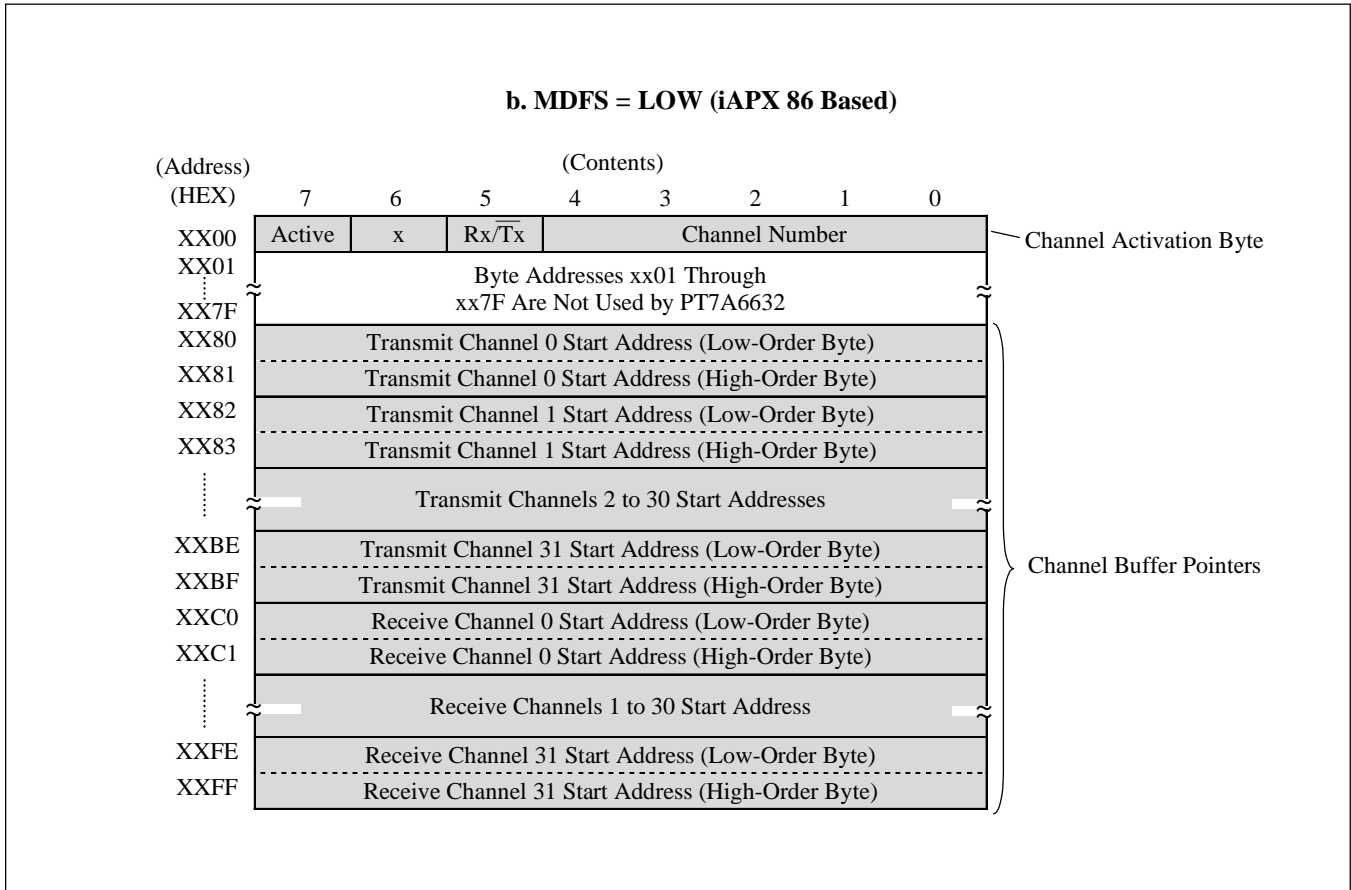 b. MDFS = LOW (iAPX 86 Based)
(Address)
(HEX)
(Contents)
7 6 5 4 3 2 1 0
XX00 Active x Rx/T̅x̅ Channel Number Channel Activation Byte
XX01
Byte Addresses xx01 Through
xx7F Are Not Used by PT7A6632
XX7F
XX80 Transmit Channel 0 Start Address (Low-Order Byte)
XX81 Transmit Channel 0 Start Address (High-Order Byte)
XX82 Transmit Channel 1 Start Address (Low-Order Byte)
XX83 Transmit Channel 1 Start Address (High-Order Byte)
Transmit Channels 2 to 30 Start Addresses
XXBE Transmit Channel 31 Start Address (Low-Order Byte)
XXBF Transmit Channel 31 Start Address (High-Order Byte)
Channel Buffer Pointers
XXC0 Receive Channel 0 Start Address (Low-Order Byte)
XXC1 Receive Channel 0 Start Address (High-Order Byte)
Receive Channels 1 to 30 Start Address
XXFE Receive Channel 31 Start Address (Low-Order Byte)
XXFF Receive Channel 31 Start Address (High-Order Byte)